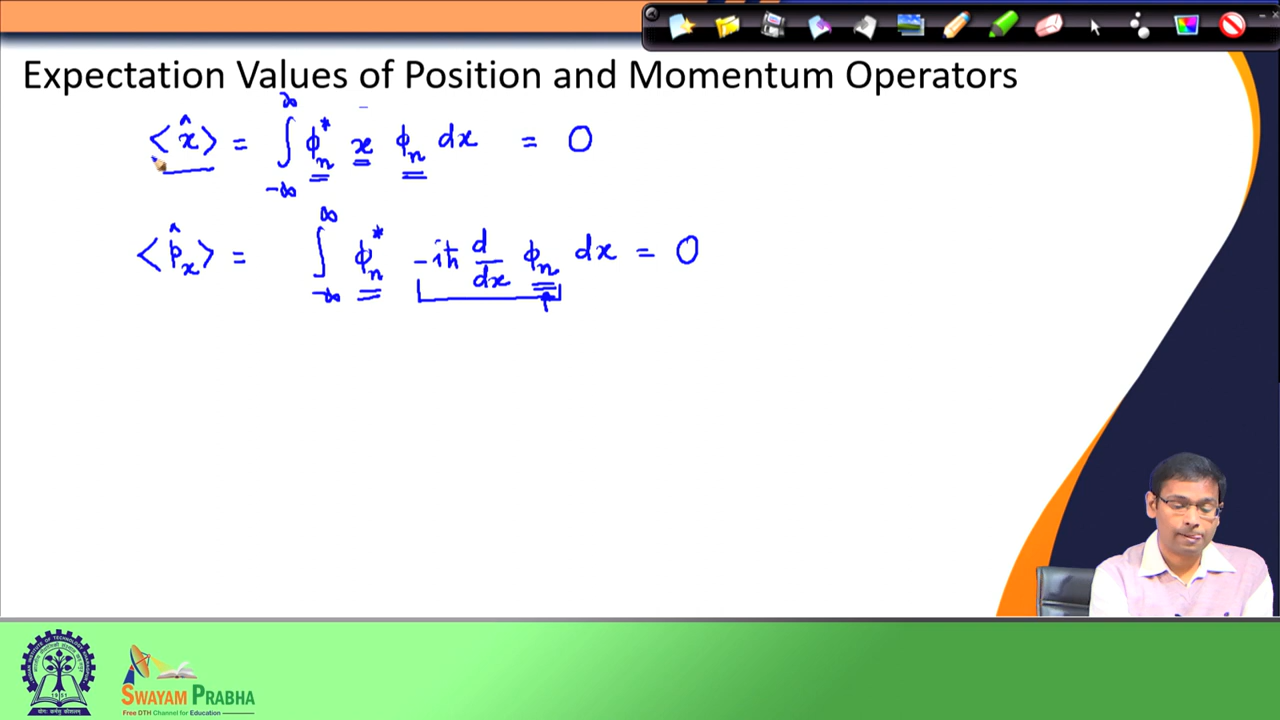 Expectation Values of Position and Momentum Operators
⟨x̂⟩ = ∫_{-∞}^{∞} ϕ_n^* x ϕ_n dx = 0
⟨p̂_x⟩ = ∫_{-∞}^{∞} ϕ_n^* -iħ d/dx ϕ_n dx = 0
SWAYAM PRABHA
Free DTH Channel for Education